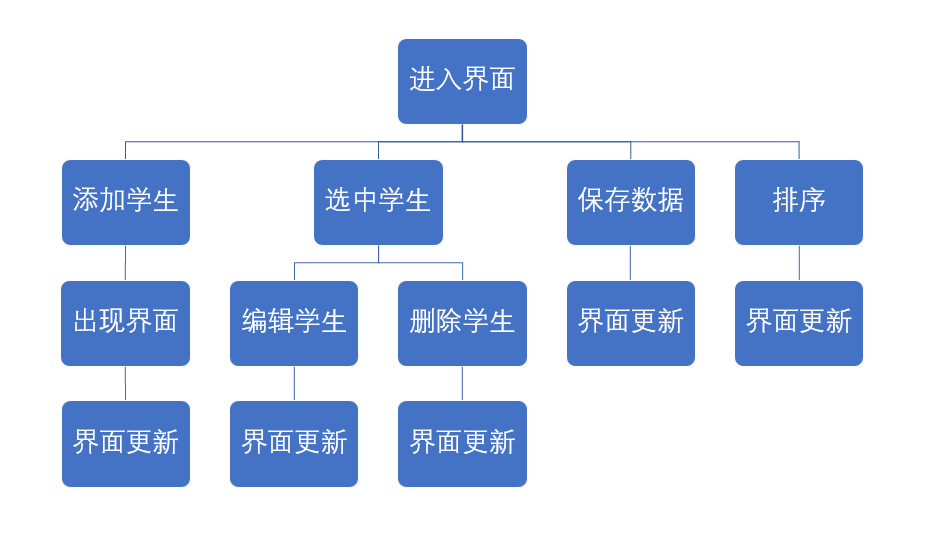 进入界面
添加学生
选中学生
保存数据
排序
出现界面
编辑学生
删除学生
界面更新
界面更新
界面更新
界面更新
界面更新